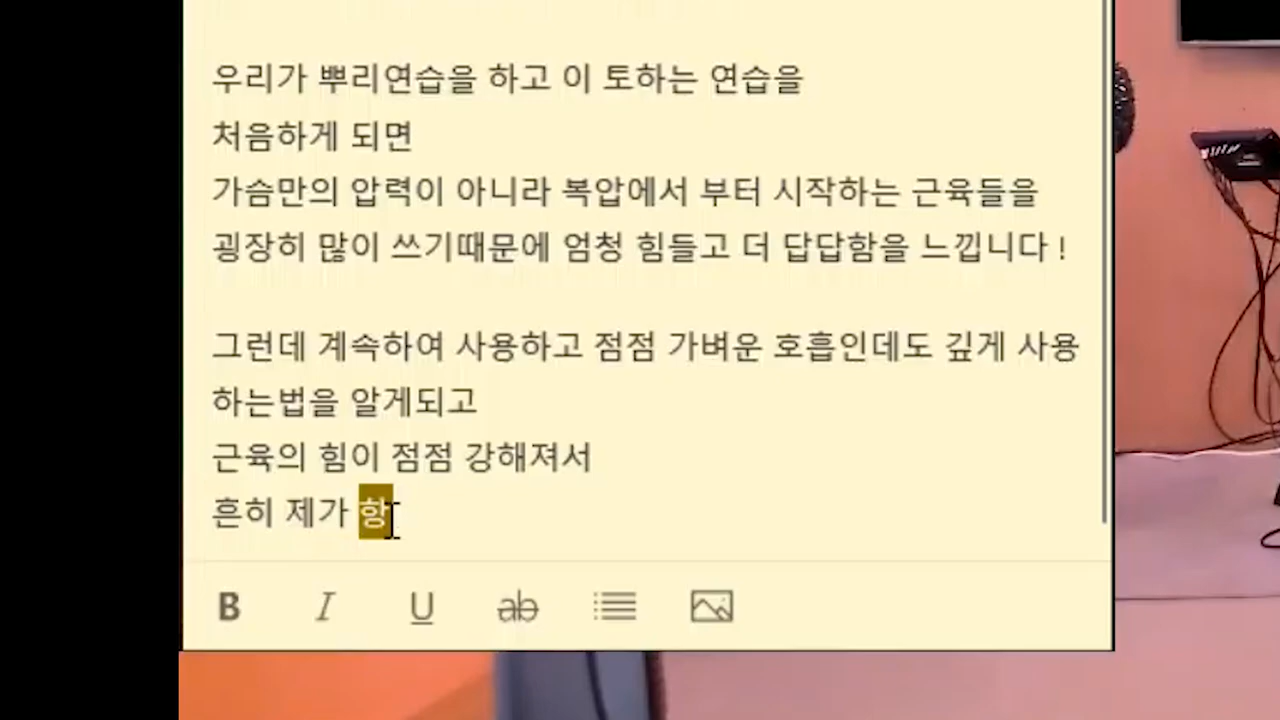 우리가 뿌리연습을 하고 이 토하는 연습을
처음하게 되면
가슴만의 압력이 아니라 복압에서 부터 시작하는 근육들을
굉장히 많이 쓰기때문에 엄청 힘들고 더 답답함을 느낍니다 !
그런데 계속하여 사용하고 점점 가벼운 호흡인데도 깊게 사용
하는법을 알게되고
근육의 힘이 점점 강해져서
흔히 제가 항
B I U ab